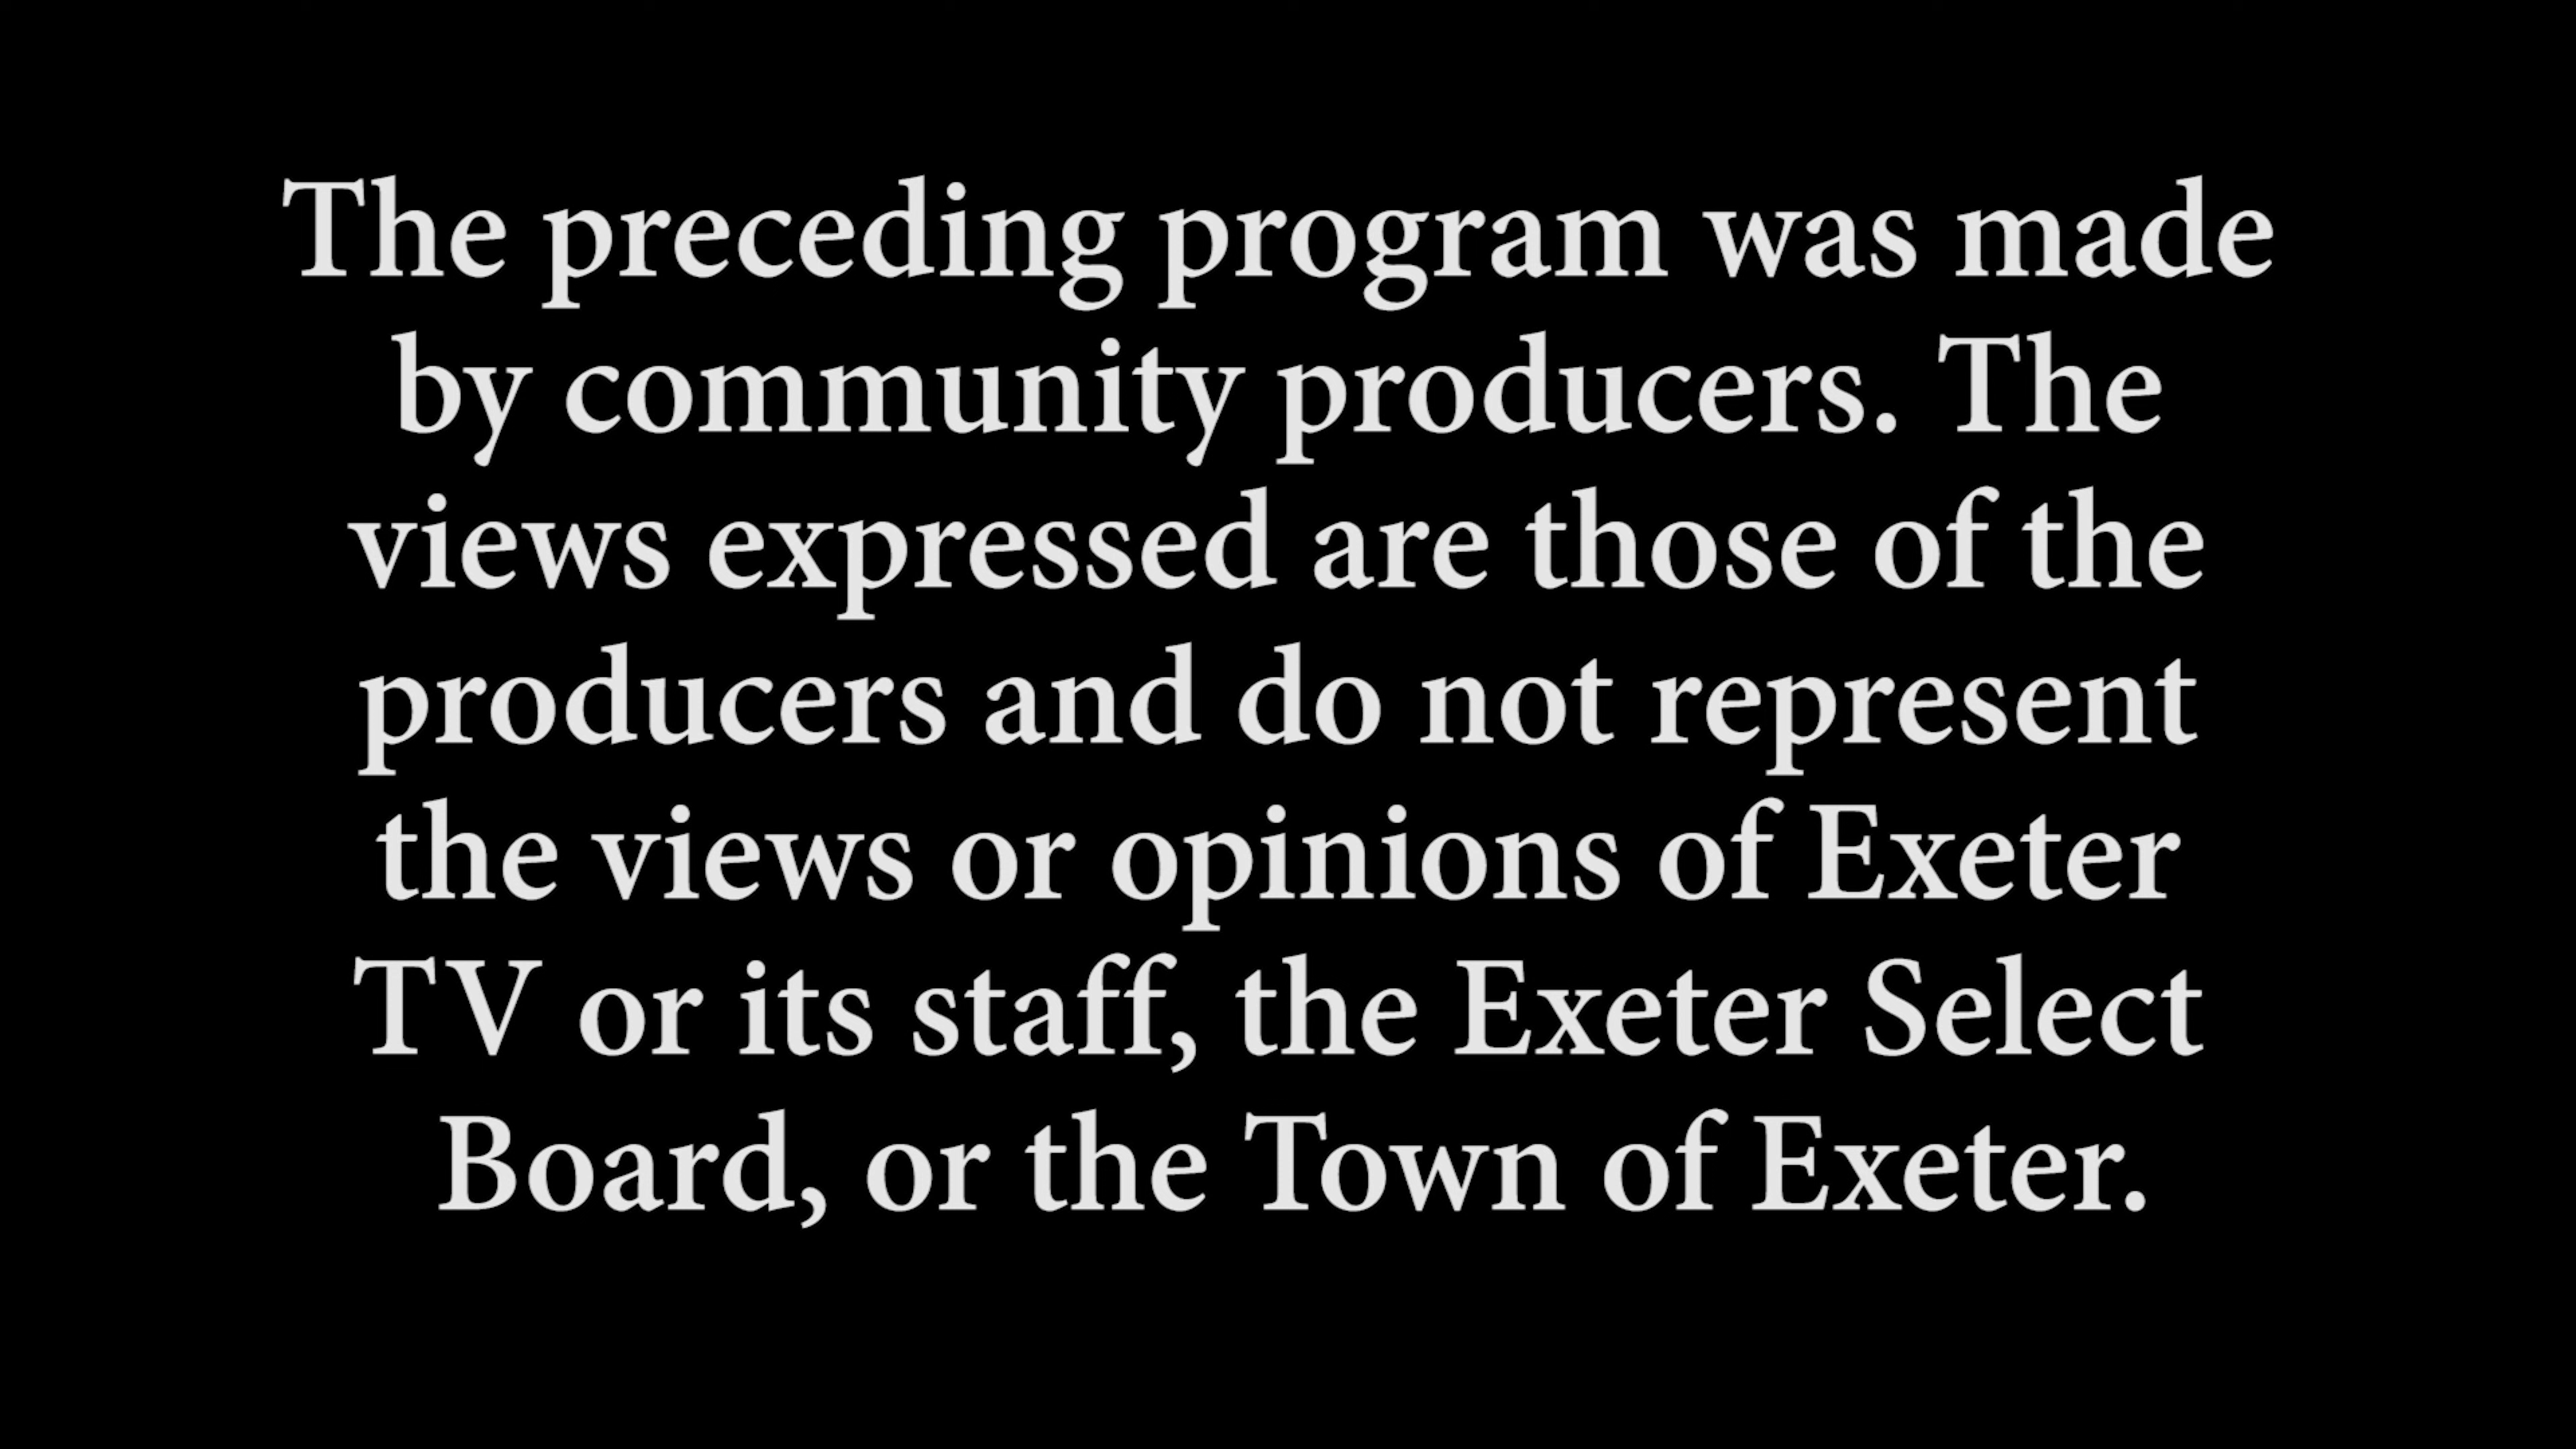 The preceding program was made
by community producers. The
views expressed are those of the
producers and do not represent
the views or opinions of Exeter
TV or its staff, the Exeter Select
Board, or the Town of Exeter.